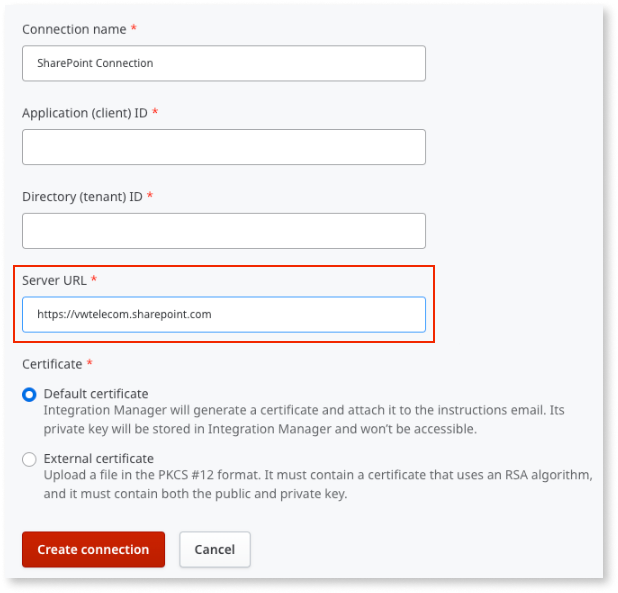 Connection name *
SharePoint Connection
Application (client) ID *
Directory (tenant) ID *
Server URL *
https://vwtelecom.sharepoint.com
Certificate *
Default certificate
Integration Manager will generate a certificate and attach it to the instructions email. Its
private key will be stored in Integration Manager and won't be accessible.
External certificate
Upload a file in the PKCS #12 format. It must contain a certificate that uses an RSA algorithm,
and it must contain both the public and private key.
Create connection Cancel